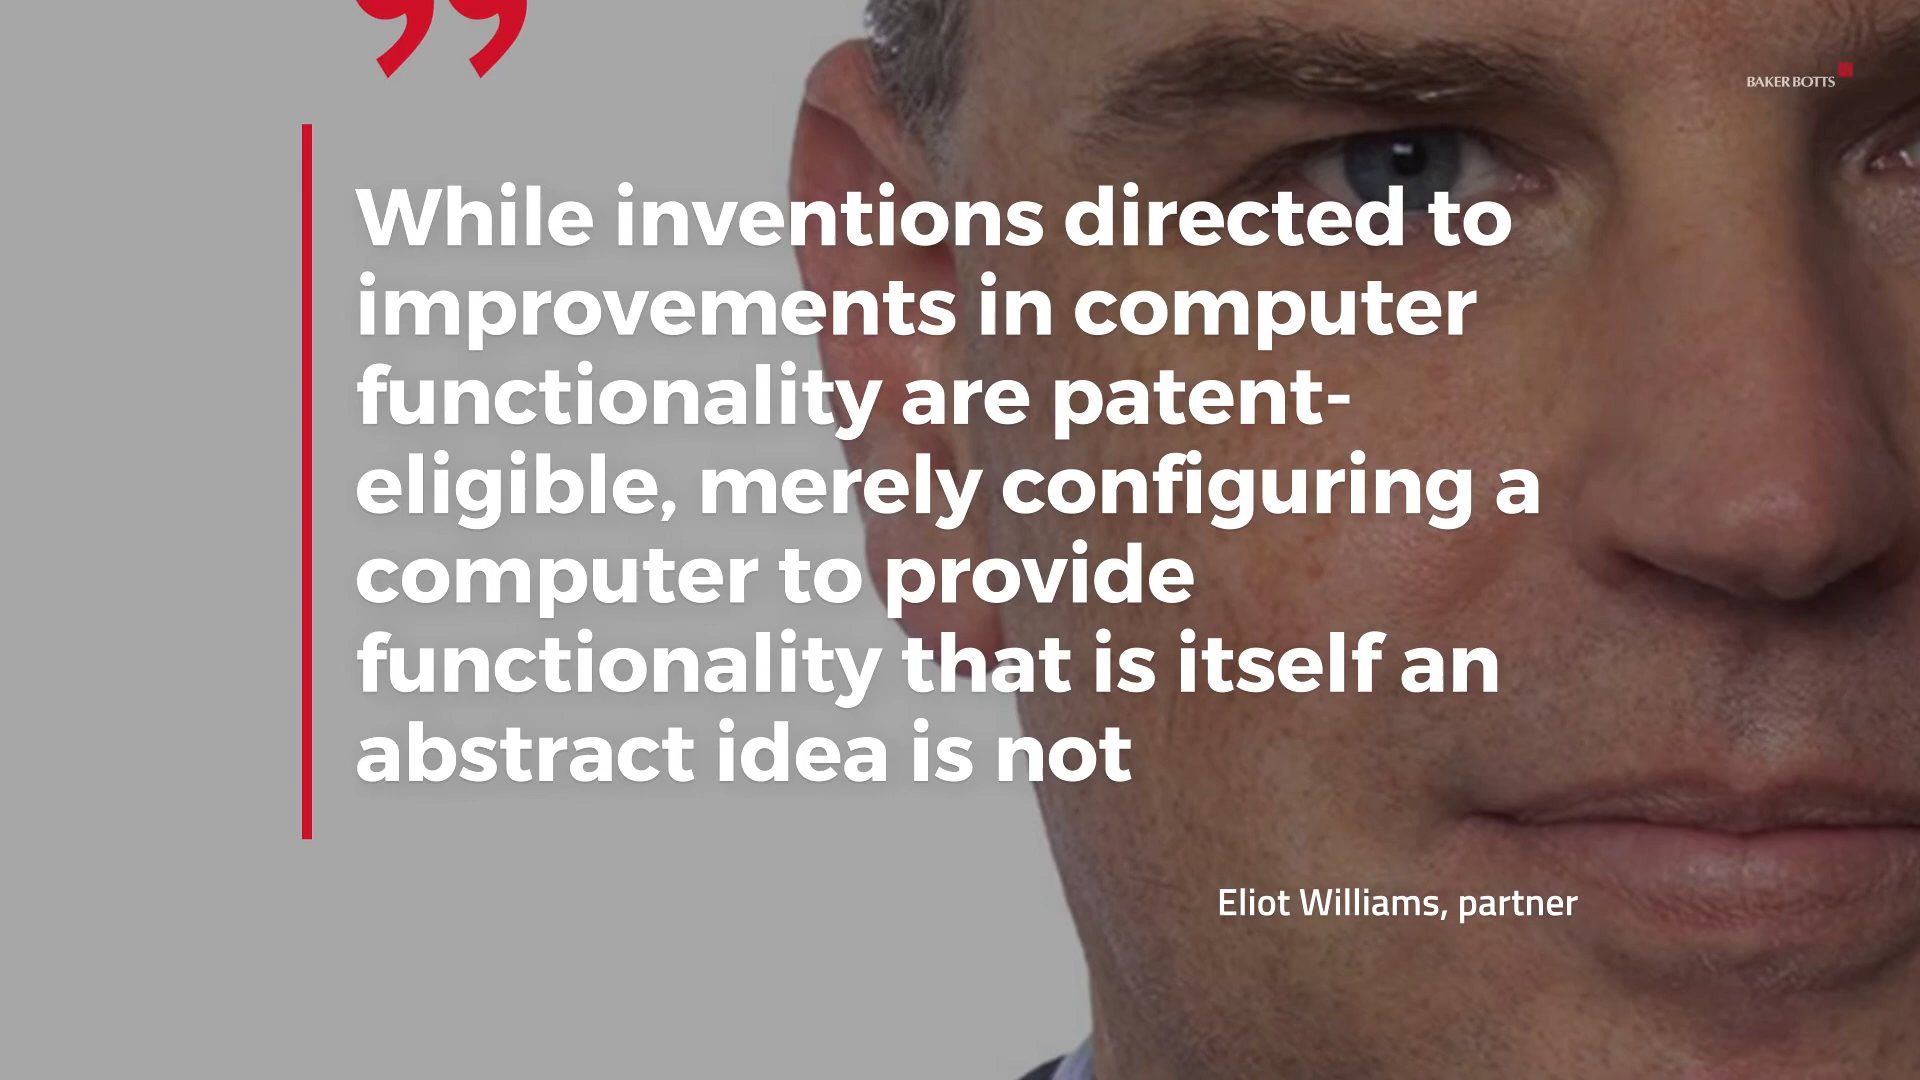 ”
BAKER BOTTS
While inventions directed to
improvements in computer
functionality are patent-
eligible, merely configuring a
computer to provide
functionality that is itself an
abstract idea is not
Eliot Williams, partner